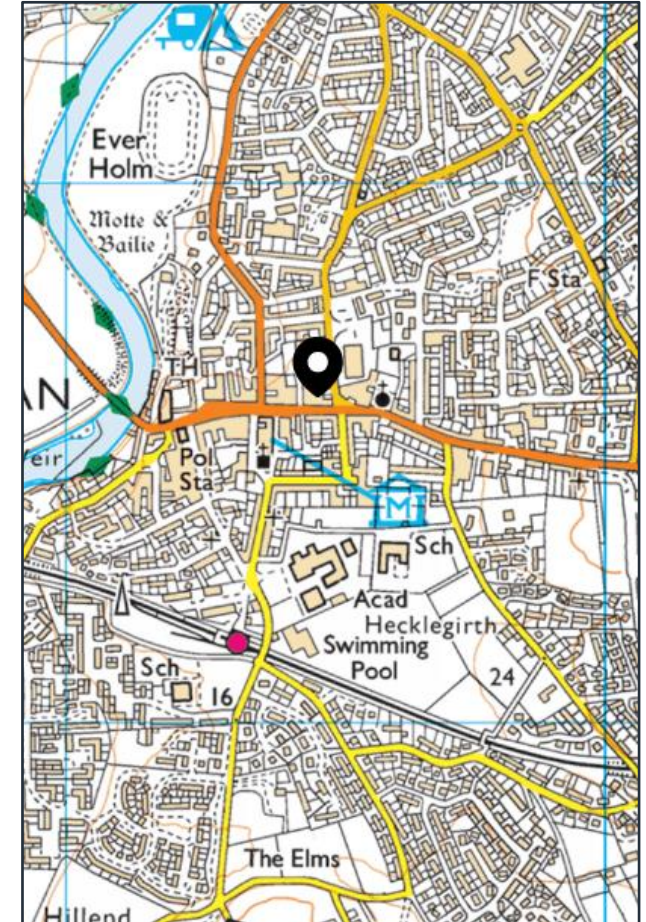 Ever
Holm
Motte &
Bailie
F Sta
TH
AN
eir
Pol
Sta
M
Sch
Acad
Hecklegirth
Swimming
Pool
Sch
16
24
The Elms
Hillend